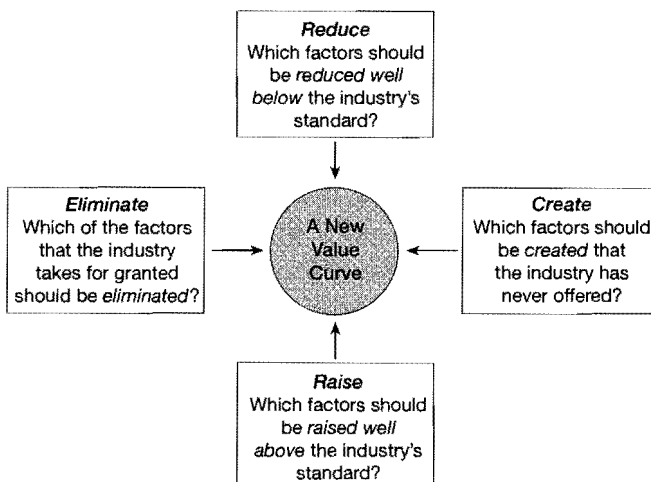 Reduce
Which factors should
be reduced well
below the industry's
standard?
Eliminate
Which of the factors
that the industry
takes for granted
should be eliminated?
A New
Value
Curve
Create
Which factors should
be created that
the industry has
never offered?
Raise
Which factors should
be raised well
above the industry's
standard?